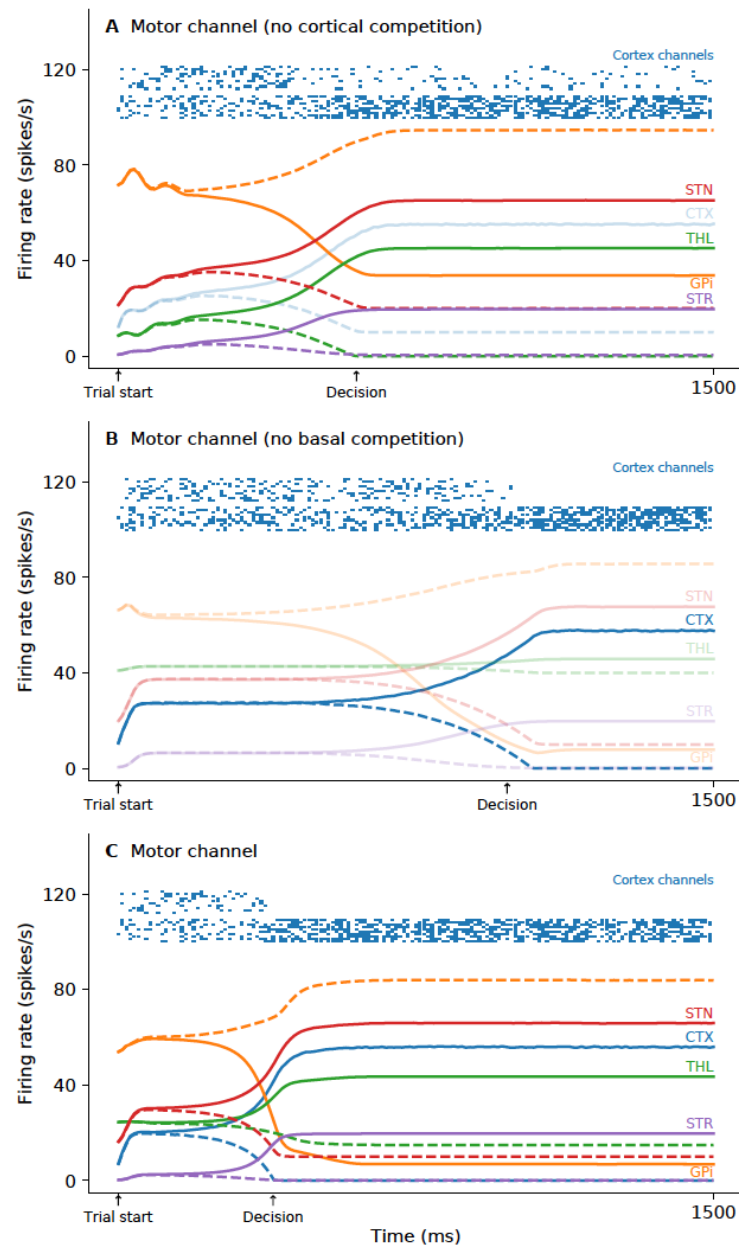 A Motor channel (no cortical competition)
Cortex channels
120
80
40
0
Firing rate (spikes/s)
STN
CTX
THL
GPi
STR
↑ ↑
Trial start Decision 1500
B Motor channel (no basal competition)
Cortex channels
120
80
40
0
Firing rate (spikes/s)
STN
CTX
THL
STR
GPi
↑ ↑
Trial start Decision 1500
C Motor channel
Cortex channels
120
80
40
0
Firing rate (spikes/s)
STN
CTX
THL
STR
GPi
↑ ↑
Trial start Decision 1500
Time (ms)